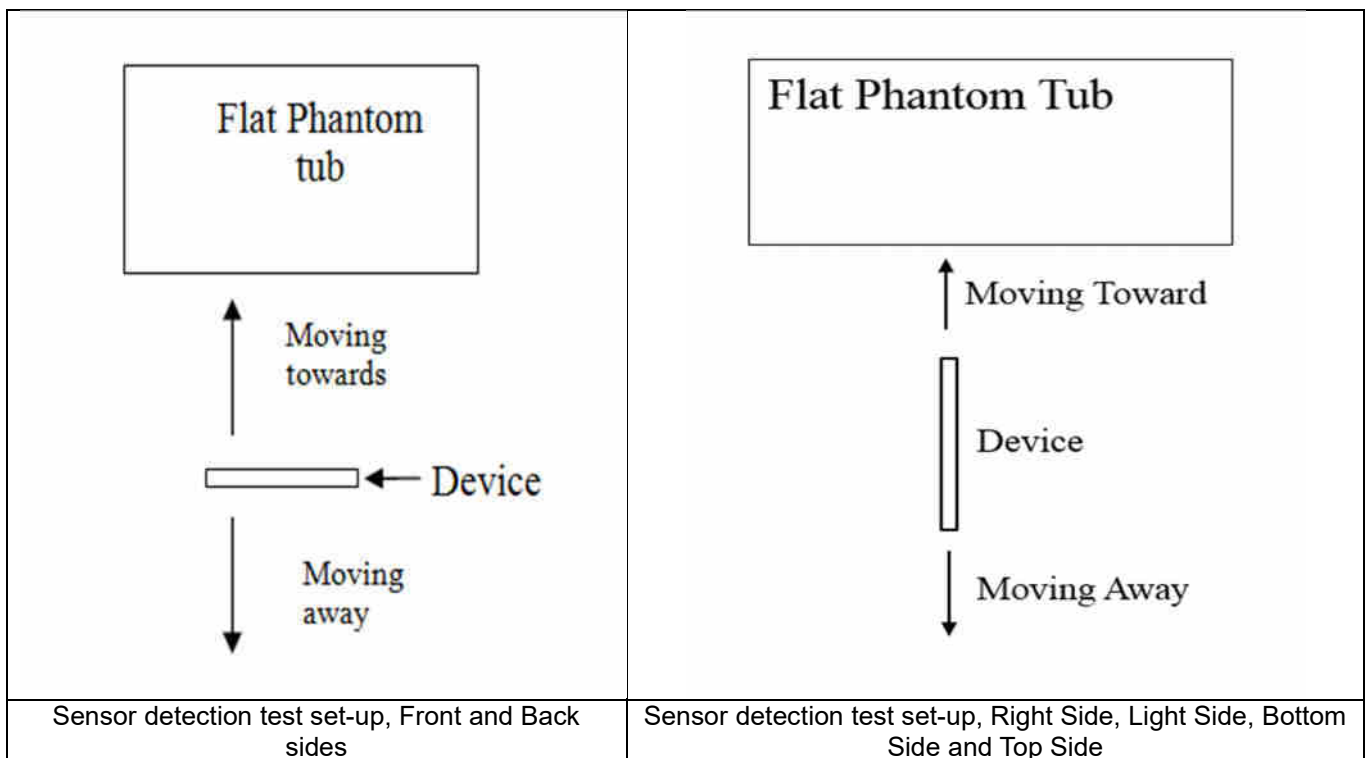 Flat Phantom
tub
Moving
towards
Device
Moving
away
Sensor detection test set-up, Front and Back
sides
Flat Phantom Tub
Moving Toward
Device
Moving Away
Sensor detection test set-up, Right Side, Light Side, Bottom
Side and Top Side